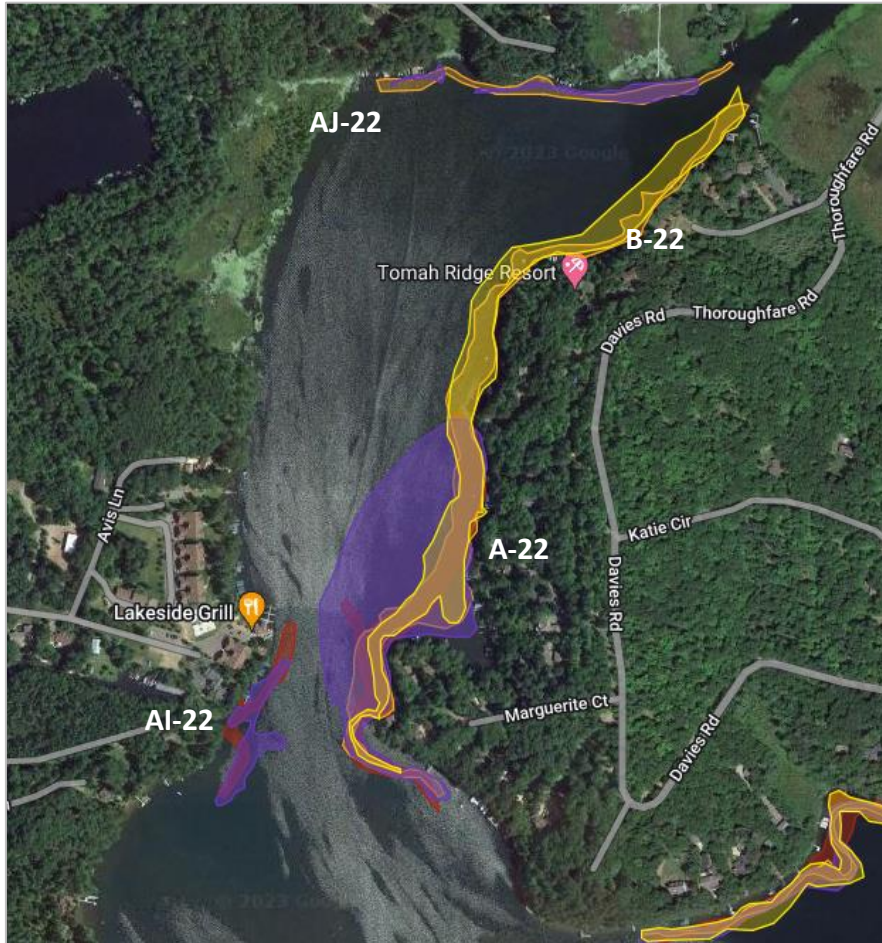 AJ-22
B-22
Tomah Ridge Resort
Thoroughfare Rd
Davies Rd
Thoroughfare Rd
A-22
Katie Cir
Avis Ln
Davies Rd
Lakeside Grill
Marguerite Ct
AI-22
Davies Rd